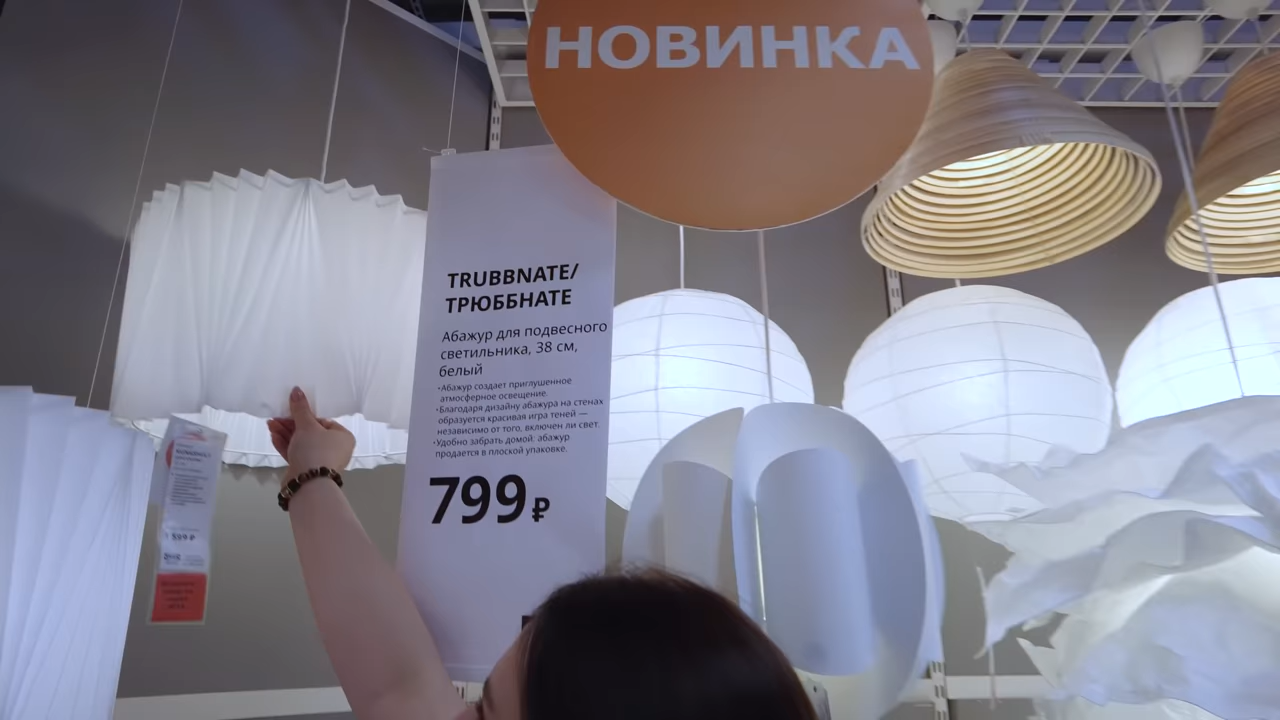 НОВИНКА
TRUBBNATE/
ТРЮББНАТЕ
Абажур для подвесного
светильника, 38 см,
белый
·Абажур создает приглушенное
атмосферное освещение.
·Благодаря дизайну абажура на стенах
образуется красивая игра теней —
независимо от того, включен ли свет.
·Удобно забрать домой: абажур
продается в плоской упаковке.
799 ₽